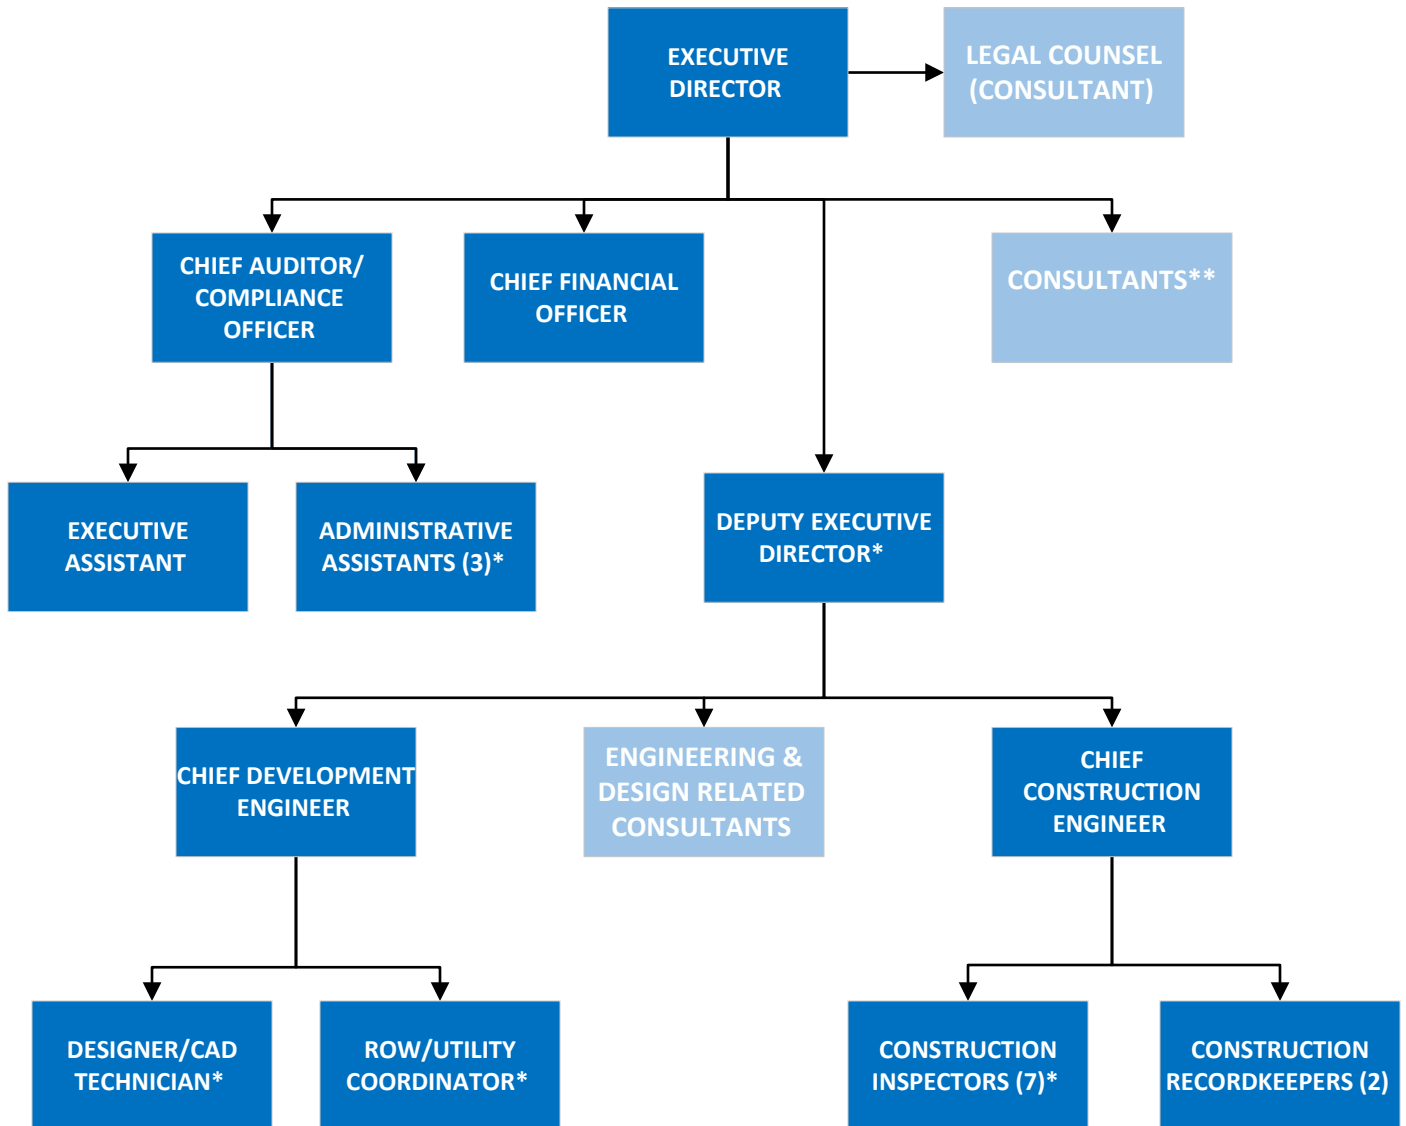 EXECUTIVE
DIRECTOR
LEGAL COUNSEL
(CONSULTANT)
CHIEF AUDITOR/
COMPLIANCE
OFFICER
CHIEF FINANCIAL
OFFICER
CONSULTANTS**
EXECUTIVE
ASSISTANT
ADMINISTRATIVE
ASSISTANTS (3)*
DEPUTY EXECUTIVE
DIRECTOR*
CHIEF DEVELOPMENT
ENGINEER
ENGINEERING &
DESIGN RELATED
CONSULTANTS
CHIEF
CONSTRUCTION
ENGINEER
DESIGNER/CAD
TECHNICIAN*
ROW/UTILITY
COORDINATOR*
CONSTRUCTION
INSPECTORS (7)*
CONSTRUCTION
RECORDKEEPERS (2)